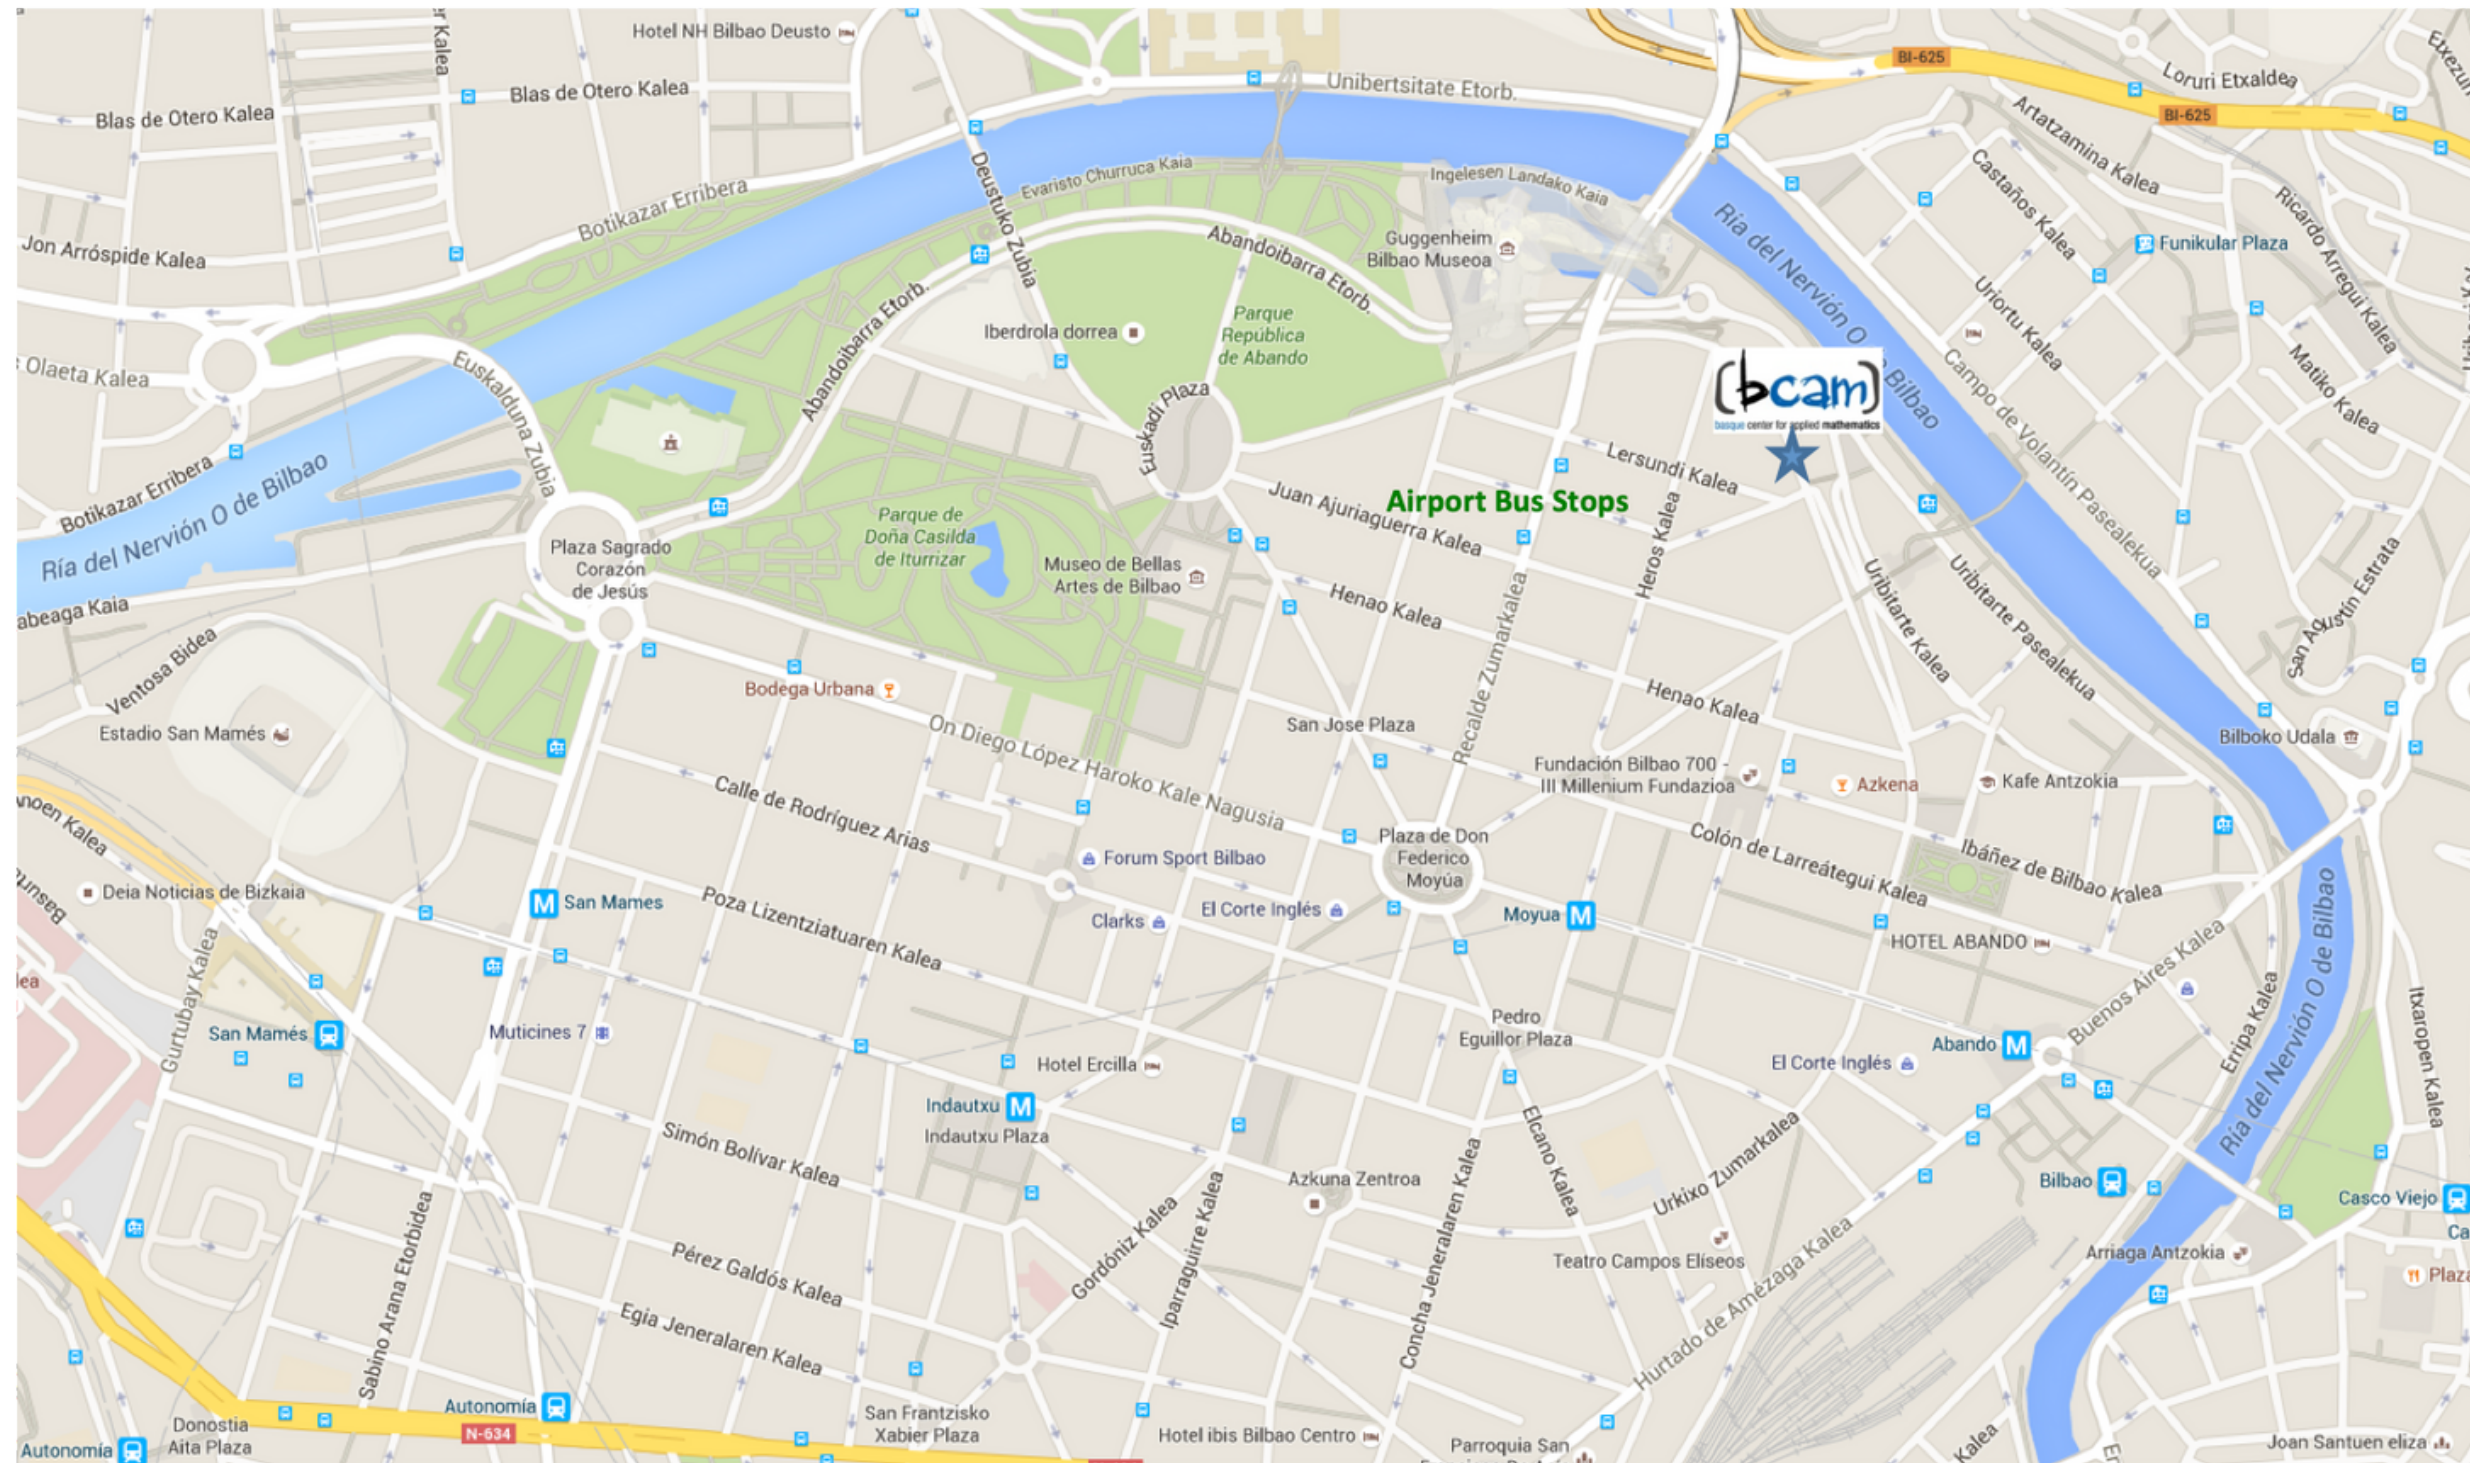 Hotel NH Bilbao Deusto
Blas de Otero Kalea
Blas de Otero Kalea
Unibertsitate Etorb.
BI-625
BI-625
Loruri Etxaldea
Artatzamina Kalea
Castaños Kalea
Ricardo Arregui Kalea
Funikular Plaza
Uriortu Kalea
Matiko Kalea
Botikazar Erribera
Jon Arróspide Kalea
Olaeta Kalea
Deustuko Zubia
Evaristo Churruca Kaia
Ingelesen Landako Kaia
Guggenheim
Bilbao Museoa
Abandoibarra Etorb.
Abandoibarra Etorb.
Iberdrola dorrea
Parque
República
de Abando
Ria del Nervión O
de Bilbao
Campo de Volantín Pasealekua
(bcam)
basque center for applied mathematics
Euskalduna Zubia
Euskadi Plaza
Lersundi Kalea
Airport Bus Stops
Juan Ajuriaguerra Kalea
Heros Kalea
Botikazar Erribera
Ría del Nervión O de Bilbao
Plaza Sagrado
Corazón
de Jesús
Parque de
Doña Casilda
de Iturrizar
Museo de Bellas
Artes de Bilbao
Henao Kalea
Henao Kalea
Uribitarte Kalea
Uribitarte Pasealekua
San Agustín Estrata
Ventosa Bidea
Bodega Urbana
Estadio San Mamés
On Diego López Haroko Kale Nagusia
San Jose Plaza
Recalde Zumarkalea
Fundación Bilbao 700 -
III Millenium Fundazioa
Azkena
Kafe Antzokia
Bilboko Udala
Calle de Rodríguez Arias
Forum Sport Bilbao
Plaza de Don
Federico
Moyúa
Colón de Larreátegui Kalea
Ibáñez de Bilbao Kalea
Deia Noticias de Bizkaia
M San Mames
Poza Lizentziatuaren Kalea
Clarks
El Corte Inglés
Moyua M
HOTEL ABANDO
Buenos Aires Kalea
Gurtubay Kalea
San Mamés
Muticines 7
Pedro
Eguillor Plaza
Hotel Ercilla
El Corte Inglés
Abando M
Erripa Kalea
Ría del Nervión O de Bilbao
Itxaropen Kalea
Indautxu M
Indautxu Plaza
Simón Bolívar Kalea
Azkuna Zentroa
Elcano Kalea
Urkixo Zumarkalea
Bilbao
Casco Viejo
Sabino Arana Etorbidea
Pérez Galdós Kalea
Gordóniz Kalea
Iparraguirre Kalea
Concha Jeneralaren Kalea
Teatro Campos Elíseos
Hurtado de Amézaga Kalea
Arriaga Antzokia
Egia Jeneralaren Kalea
Autonomía
N-634
Donostia
Aita Plaza
Autonomía
San Frantzisko
Xabier Plaza
Hotel ibis Bilbao Centro
Parroquia San
Kalea
Joan Santuen eliza